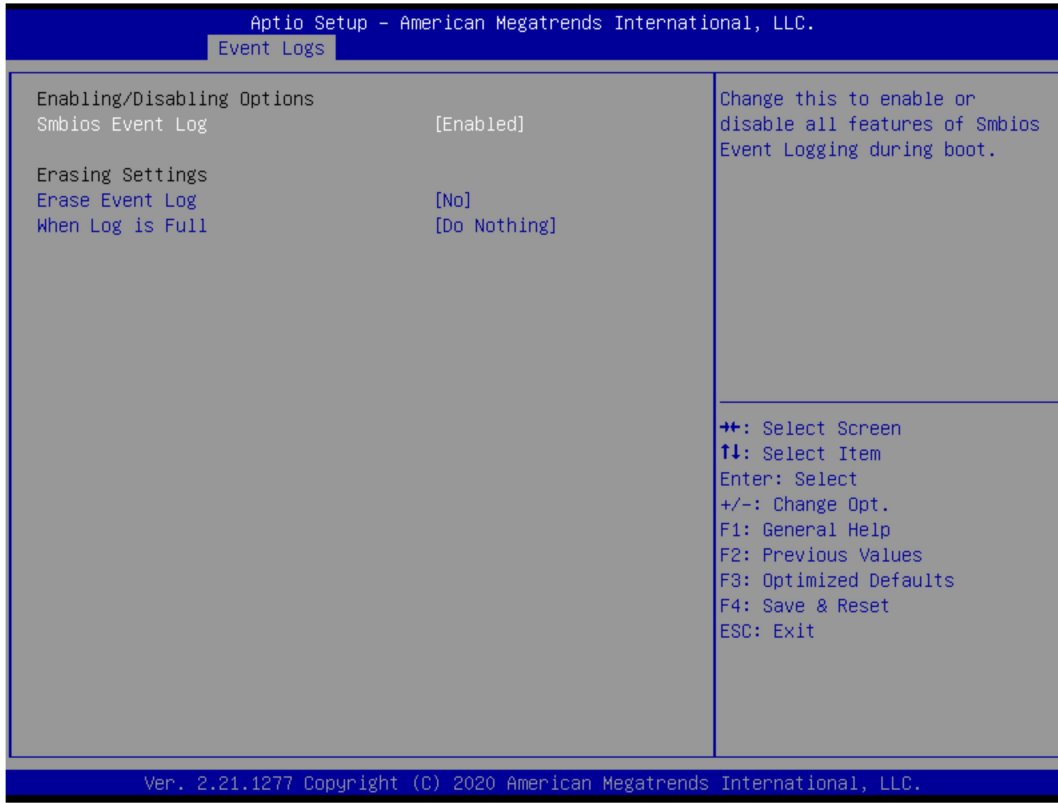 Aptio Setup – American Megatrends International, LLC.
Event Logs
Enabling/Disabling Options
Smbios Event Log [Enabled]
Erasing Settings
Erase Event Log [No]
When Log is Full [Do Nothing]
Change this to enable or
disable all features of Smbios
Event Logging during boot.
→←: Select Screen
↑↓: Select Item
Enter: Select
+/-: Change Opt.
F1: General Help
F2: Previous Values
F3: Optimized Defaults
F4: Save & Reset
ESC: Exit
Ver. 2.21.1277 Copyright (C) 2020 American Megatrends International, LLC.